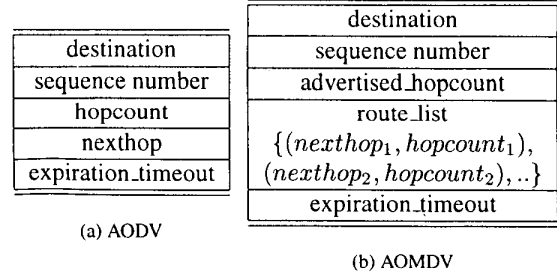 destination
sequence number
hopcount
nexthop
expiration_timeout
(a) AODV
destination
sequence number
advertised_hopcount
route_list
{(nexthop₁, hopcount₁),
(nexthop₂, hopcount₂), ..}
expiration_timeout
(b) AOMDV